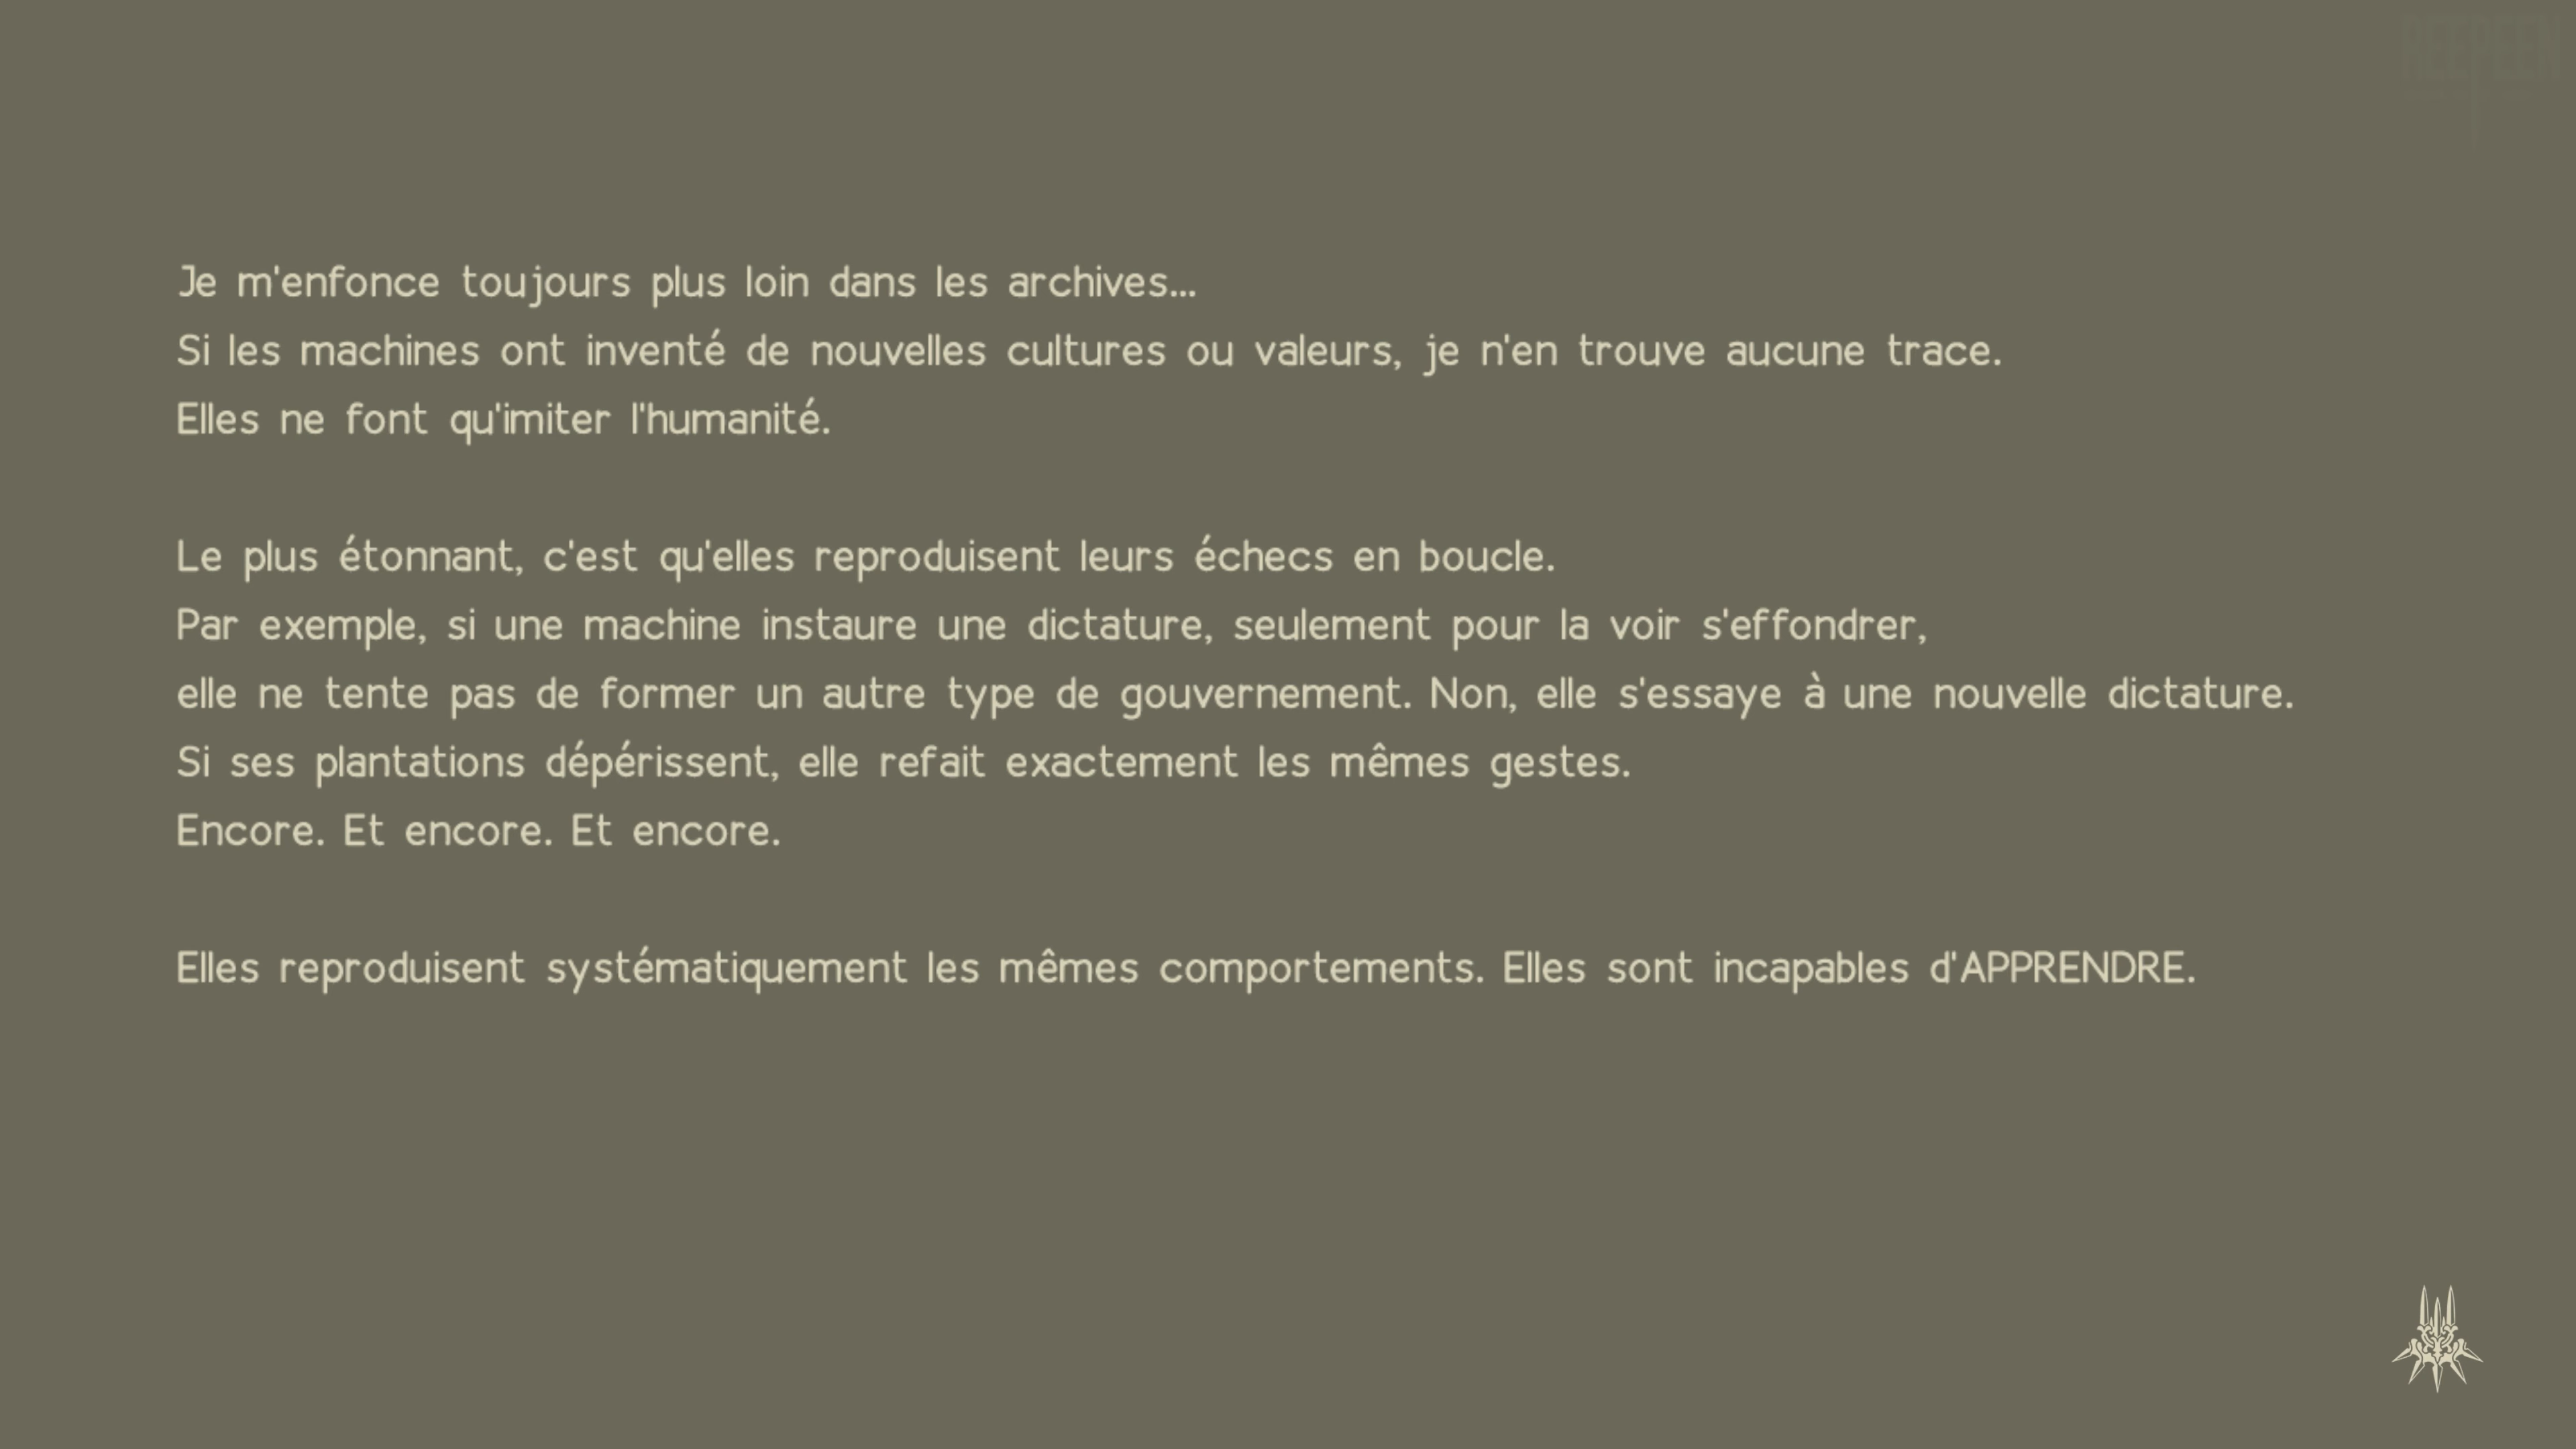 Je m'enfonce toujours plus loin dans les archives...
Si les machines ont inventé de nouvelles cultures ou valeurs, je n'en trouve aucune trace.
Elles ne font qu'imiter l'humanité.
Le plus étonnant, c'est qu'elles reproduisent leurs échecs en boucle.
Par exemple, si une machine instaure une dictature, seulement pour la voir s'effondrer,
elle ne tente pas de former un autre type de gouvernement. Non, elle s'essaye à une nouvelle dictature.
Si ses plantations dépérissent, elle refait exactement les mêmes gestes.
Encore. Et encore. Et encore.
Elles reproduisent systématiquement les mêmes comportements. Elles sont incapables d'APPRENDRE.